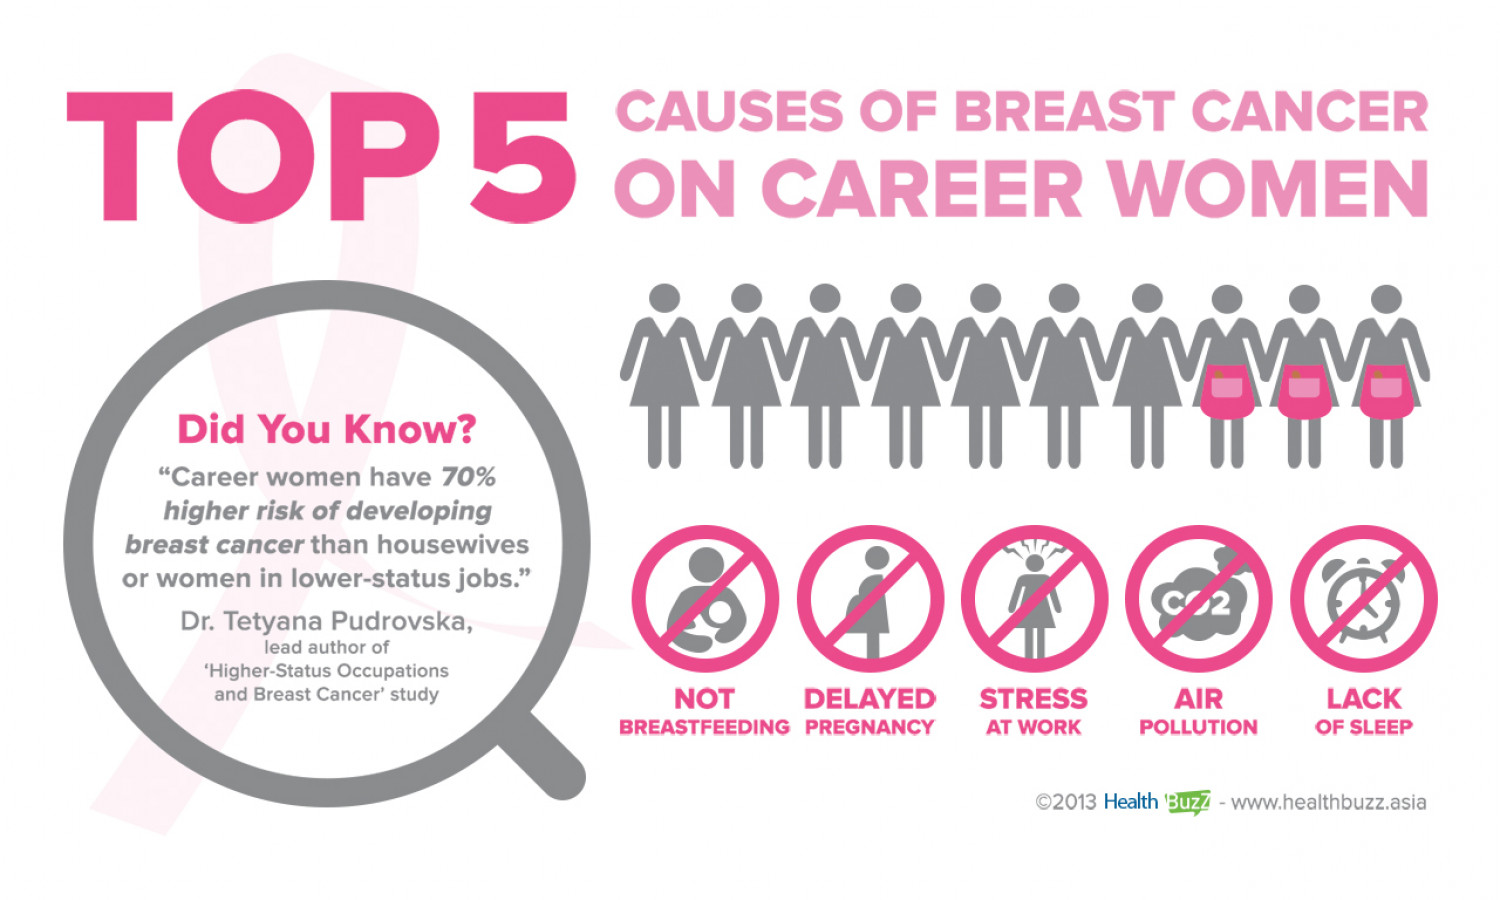 TOP 5
CAUSES OF BREAST CANCER
ON CAREER WOMEN
Did You Know?
“Career women have 70%
higher risk of developing
breast cancer than housewives
or women in lower-status jobs.”
Dr. Tetyana Pudrovska,
lead author of
‘Higher-Status Occupations
and Breast Cancer’ study
CO2
NOT
BREASTFEEDING
DELAYED
PREGNANCY
STRESS
AT WORK
AIR
POLLUTION
LACK
OF SLEEP
©2013 Health BuzZ - www.healthbuzz.asia